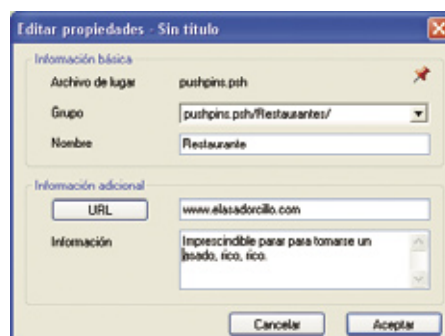 Editar propiedades - Sin título
Información básica
Archivo de lugar pushpins.psh
Grupo pushpins.psh/Restaurantes/
Nombre Restaurante
Información adicional
URL www.elasadorcillo.com
Información Imprescindible parar para tomarse un
asado, rico, rico.
Cancelar Aceptar